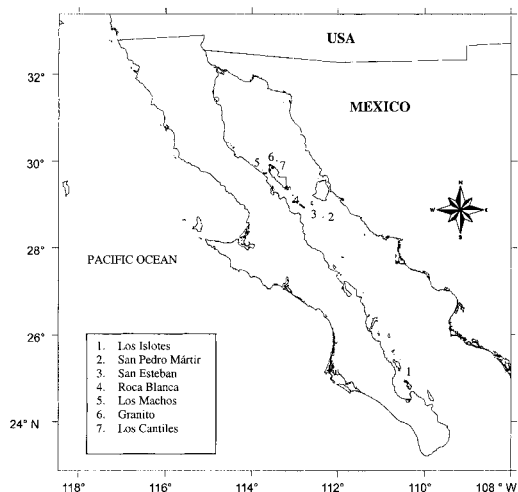 USA
32°
MEXICO
6
5
7
30°
4
3
2
N
W
E
S
28°
PACIFIC OCEAN
26°
1
1. Los Islotes
2. San Pedro Mártir
3. San Esteban
4. Roca Blanca
5. Los Machos
6. Granito
7. Los Cantiles
24° N
118° 116° 114° 112° 110° 108° W